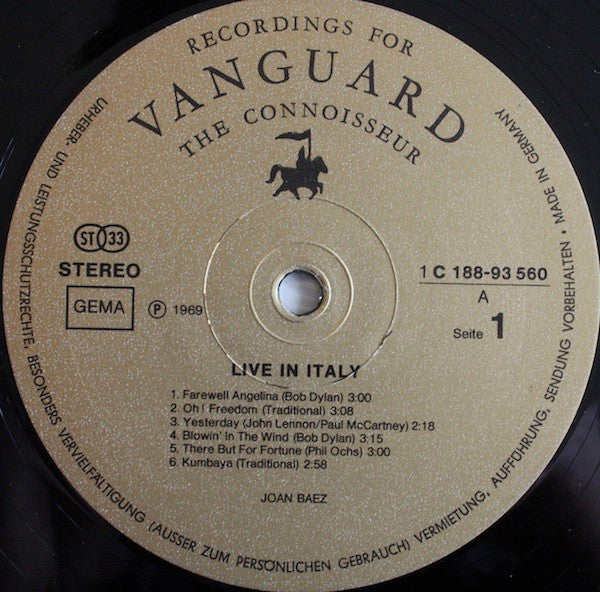 RECORDINGS FOR
VANGUARD
THE CONNOISSEUR
ST 33
STEREO
GEMA
Ⓟ 1969
1 C 188-93 560
A
Seite 1
LIVE IN ITALY
1. Farewell Angelina (Bob Dylan) 3:00
2. Oh! Freedom (Traditional) 3:08
3. Yesterday (John Lennon/Paul McCartney) 2:18
4. Blowin' In The Wind (Bob Dylan) 3:15
5. There But For Fortune (Phil Ochs) 3:00
6. Kumbaya (Traditional) 2:58
JOAN BAEZ
URHEBER- UND LEISTUNGSSCHUTZRECHTE, BESONDERS VERVIELFÄLTIGUNG (AUSSER ZUM PERSÖNLICHEN GEBRAUCH) VERMIETUNG, AUFFÜHRUNG, SENDUNG VORBEHALTEN • MADE IN GERMANY